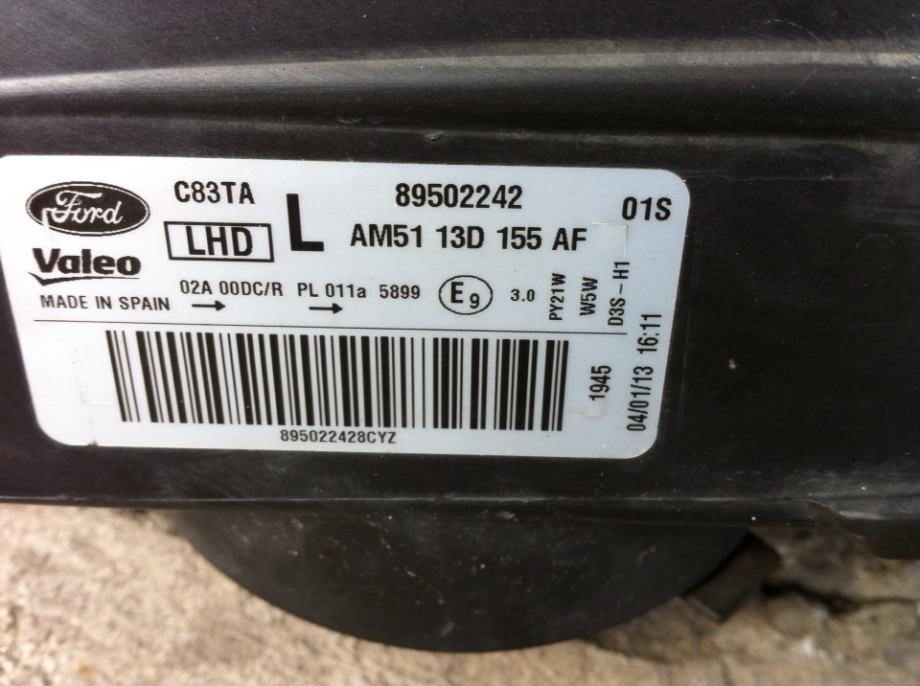 Ford
C83TA
L
89502242
01S
Valeo
LHD
AM51 13D 155 AF
MADE IN SPAIN
02A 00DC/R PL 011a 5899
E9
3.0
PY21W
W5W
D3S - H1
1945
04/01/13 16:11
895022428CYZ